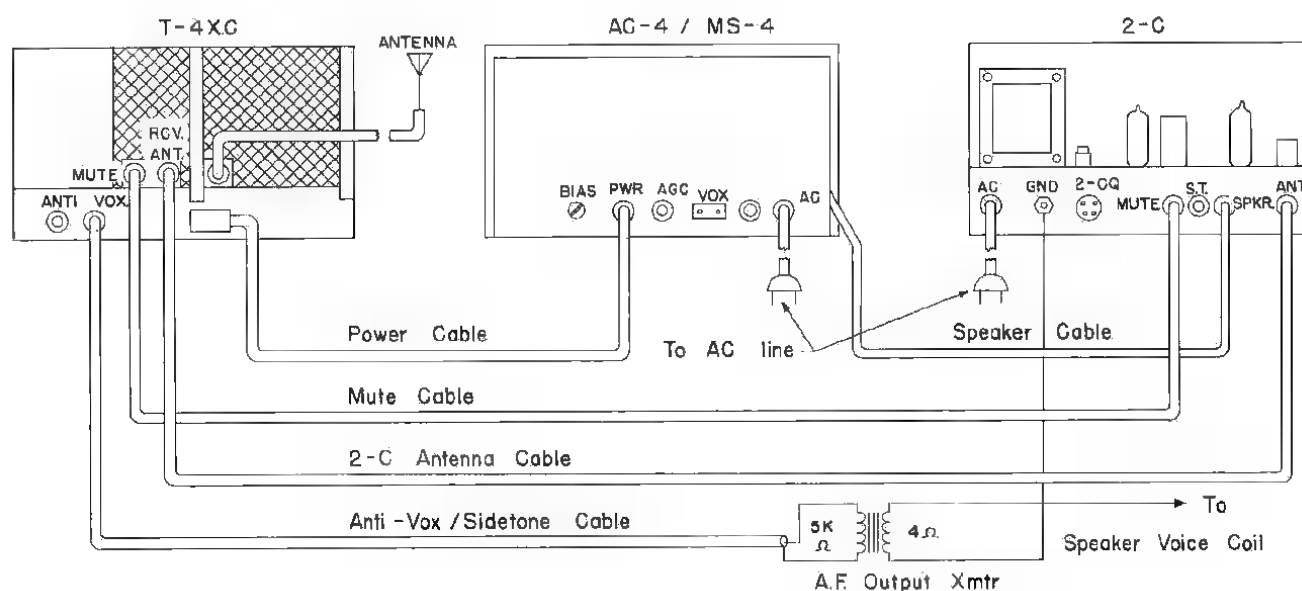 T-4XC
AC-4 / MS-4
2-C
ANTENNA
RCV.
ANT.
MUTE
ANTI VOX
BIAS PWR AGC VOX AC
AC GND 2-CQ MUTE S.T. SPKR. ANT
Power Cable
To AC line
Speaker Cable
Mute Cable
2-C Antenna Cable
Anti-Vox/Sidetone Cable
5K
Ω
4Ω
To
Speaker Voice Coil
A.F. Output Xmtr